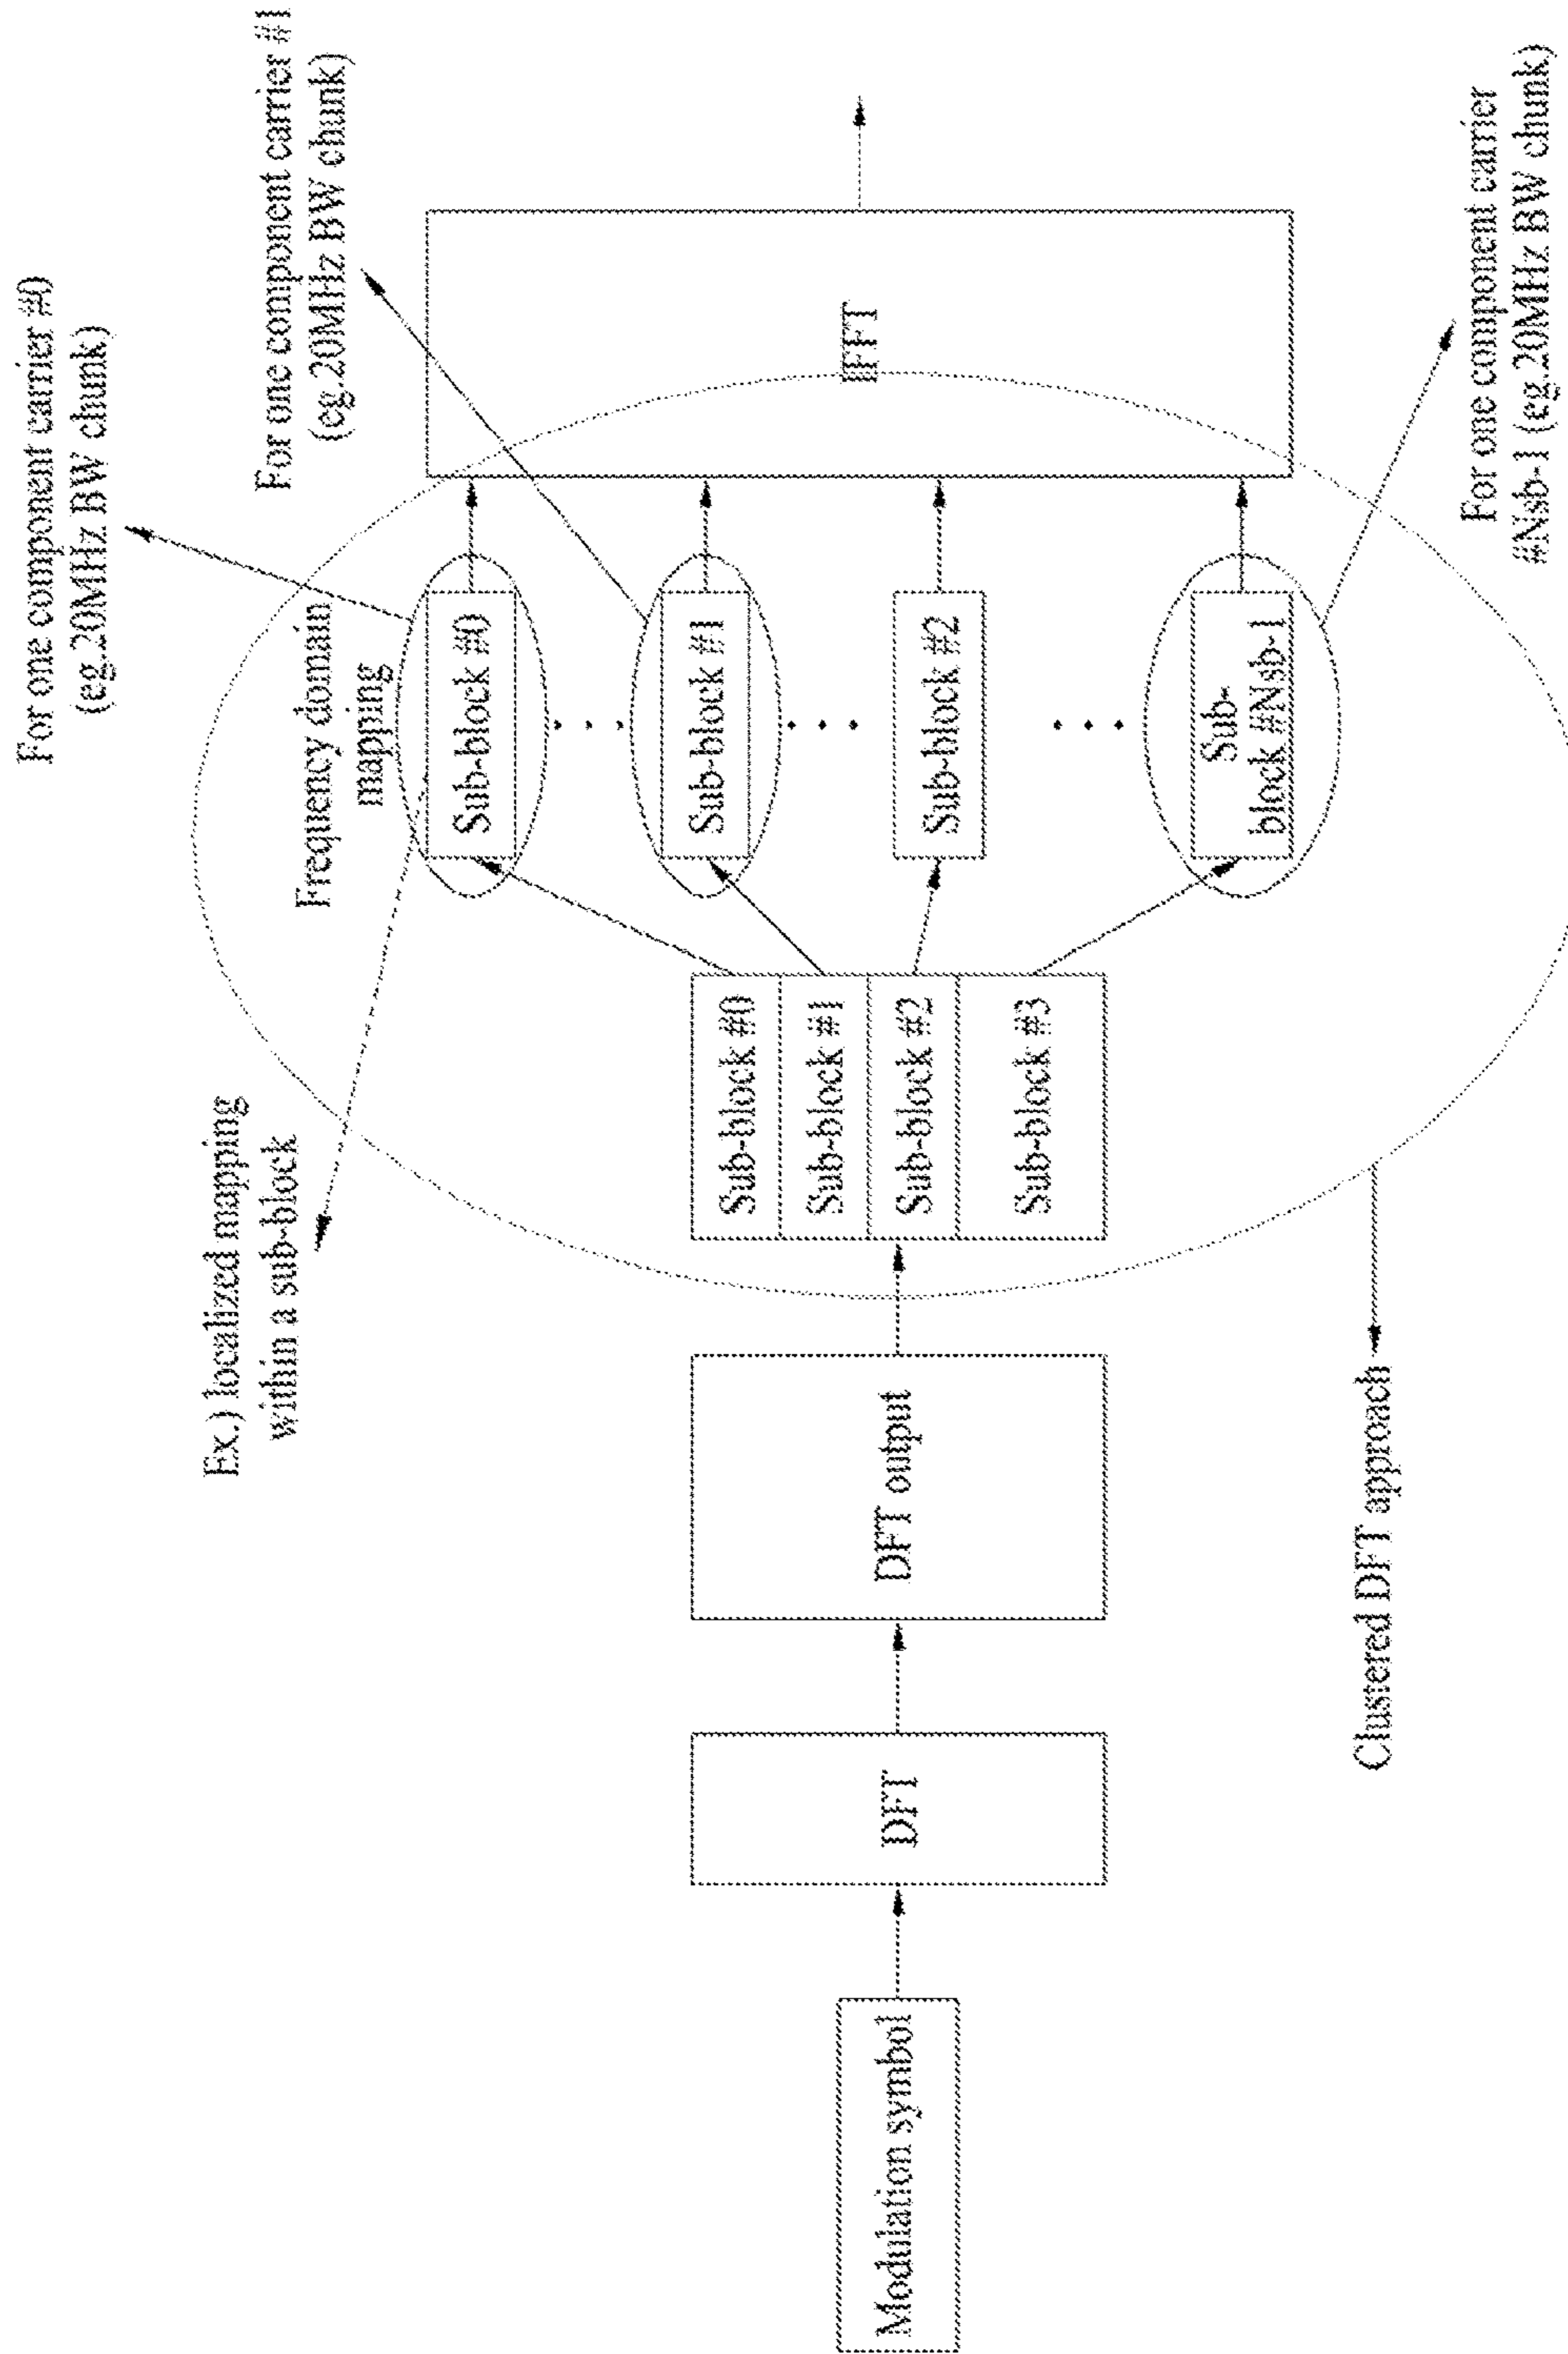 Modulation symbol
DFT
DFT output
Sub-block #0
Sub-block #1
Sub-block #2
Sub-block #3
Ex.) localized mapping
within a sub-block
Frequency domain
mapping
Sub-block #0
Sub-block #1
Sub-block #2
Sub-
block #Nsb-1
IFFT
For one component carrier #0
(eg.20MHz BW chunk)
For one component carrier #1
(eg.20MHz BW chunk)
For one component carrier
#Nsb-1 (eg.20MHz BW chunk)
Clustered DFT approach